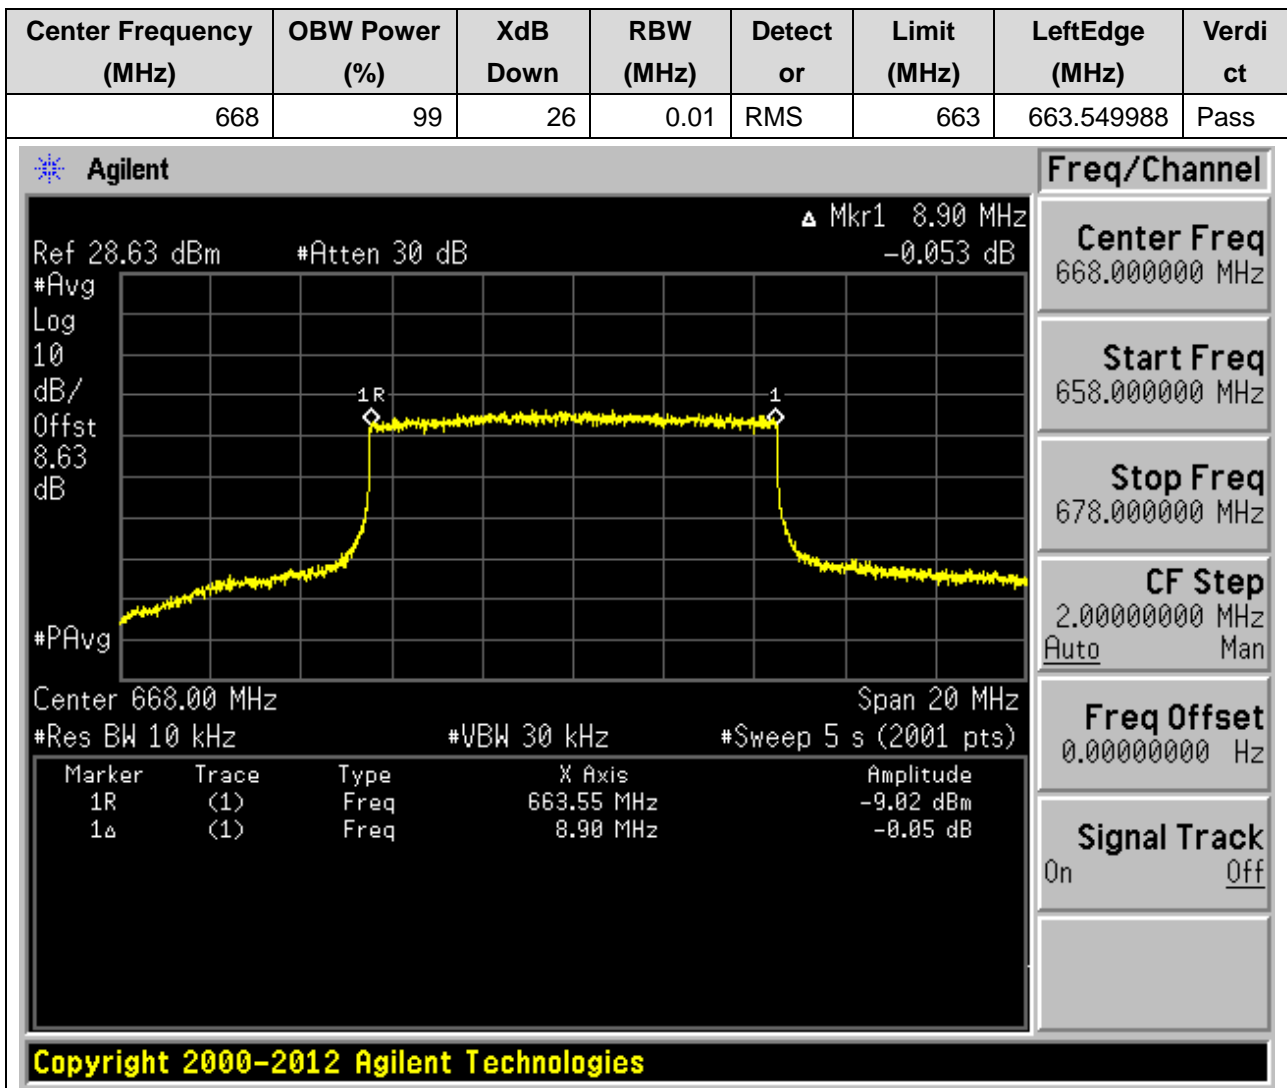 Center Frequency (MHz) OBW Power (%) XdB Down RBW (MHz) Detect or Limit (MHz) LeftEdge (MHz) Verdi ct
668 99 26 0.01 RMS 663 663.549988 Pass
Agilent Freq/Channel
Δ Mkr1 8.90 MHz
Ref 28.63 dBm #Atten 30 dB -0.053 dB
#Avg
Log
10
dB/
Offst
8.63
dB
1R 1
#PAvg
Center 668.00 MHz Span 20 MHz
#Res BW 10 kHz #VBW 30 kHz #Sweep 5 s (2001 pts)
Marker Trace Type X Axis Amplitude
1R (1) Freq 663.55 MHz -9.02 dBm
1Δ (1) Freq 8.90 MHz -0.05 dB
Center Freq
668.000000 MHz
Start Freq
658.000000 MHz
Stop Freq
678.000000 MHz
CF Step
2.00000000 MHz
Auto Man
Freq Offset
0.00000000 Hz
Signal Track
On Off
Copyright 2000-2012 Agilent Technologies